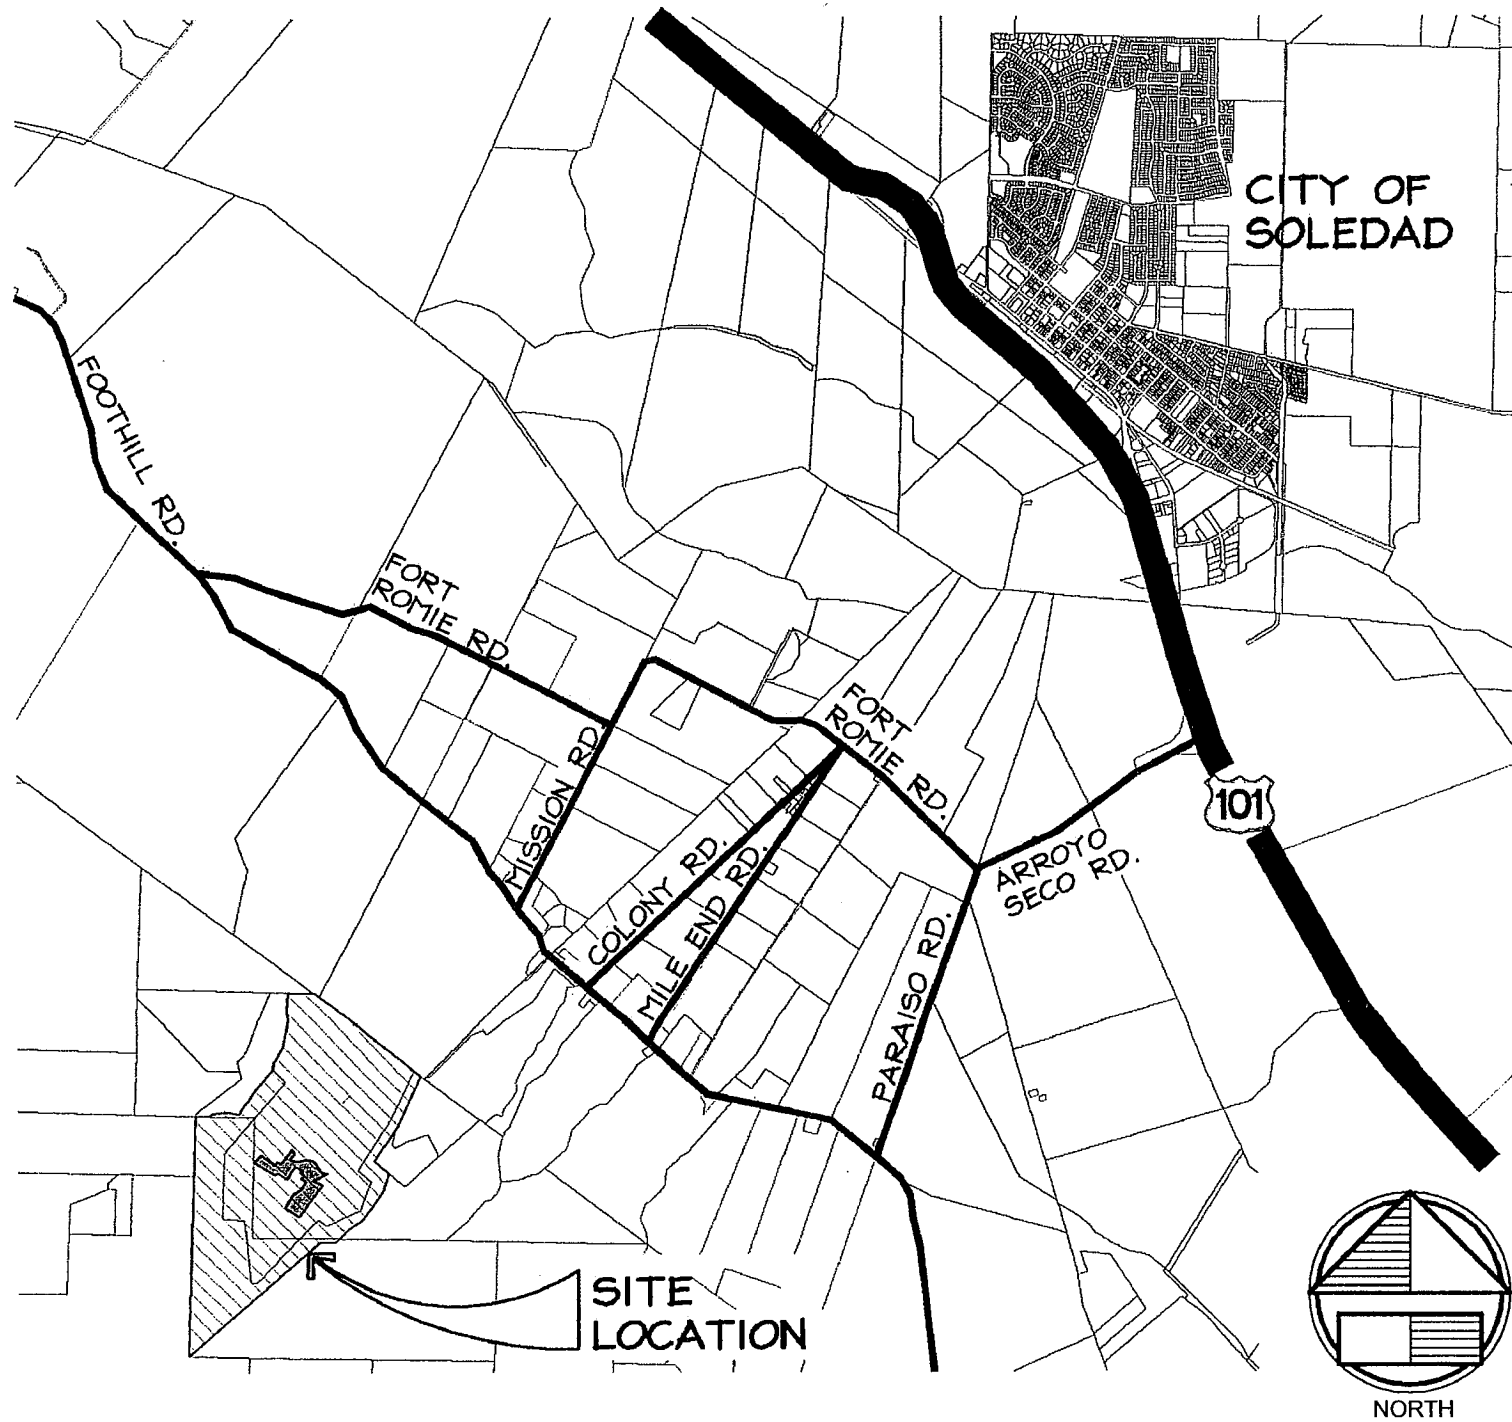 CITY OF
SOLEDAD
FOOTHILL RD.
FORT
ROMIE RD.
FORT
ROMIE RD.
MISSION RD.
COLONY RD.
MILE END RD.
101
ARROYO
SECO RD.
PARAISO RD.
SITE
LOCATION
NORTH